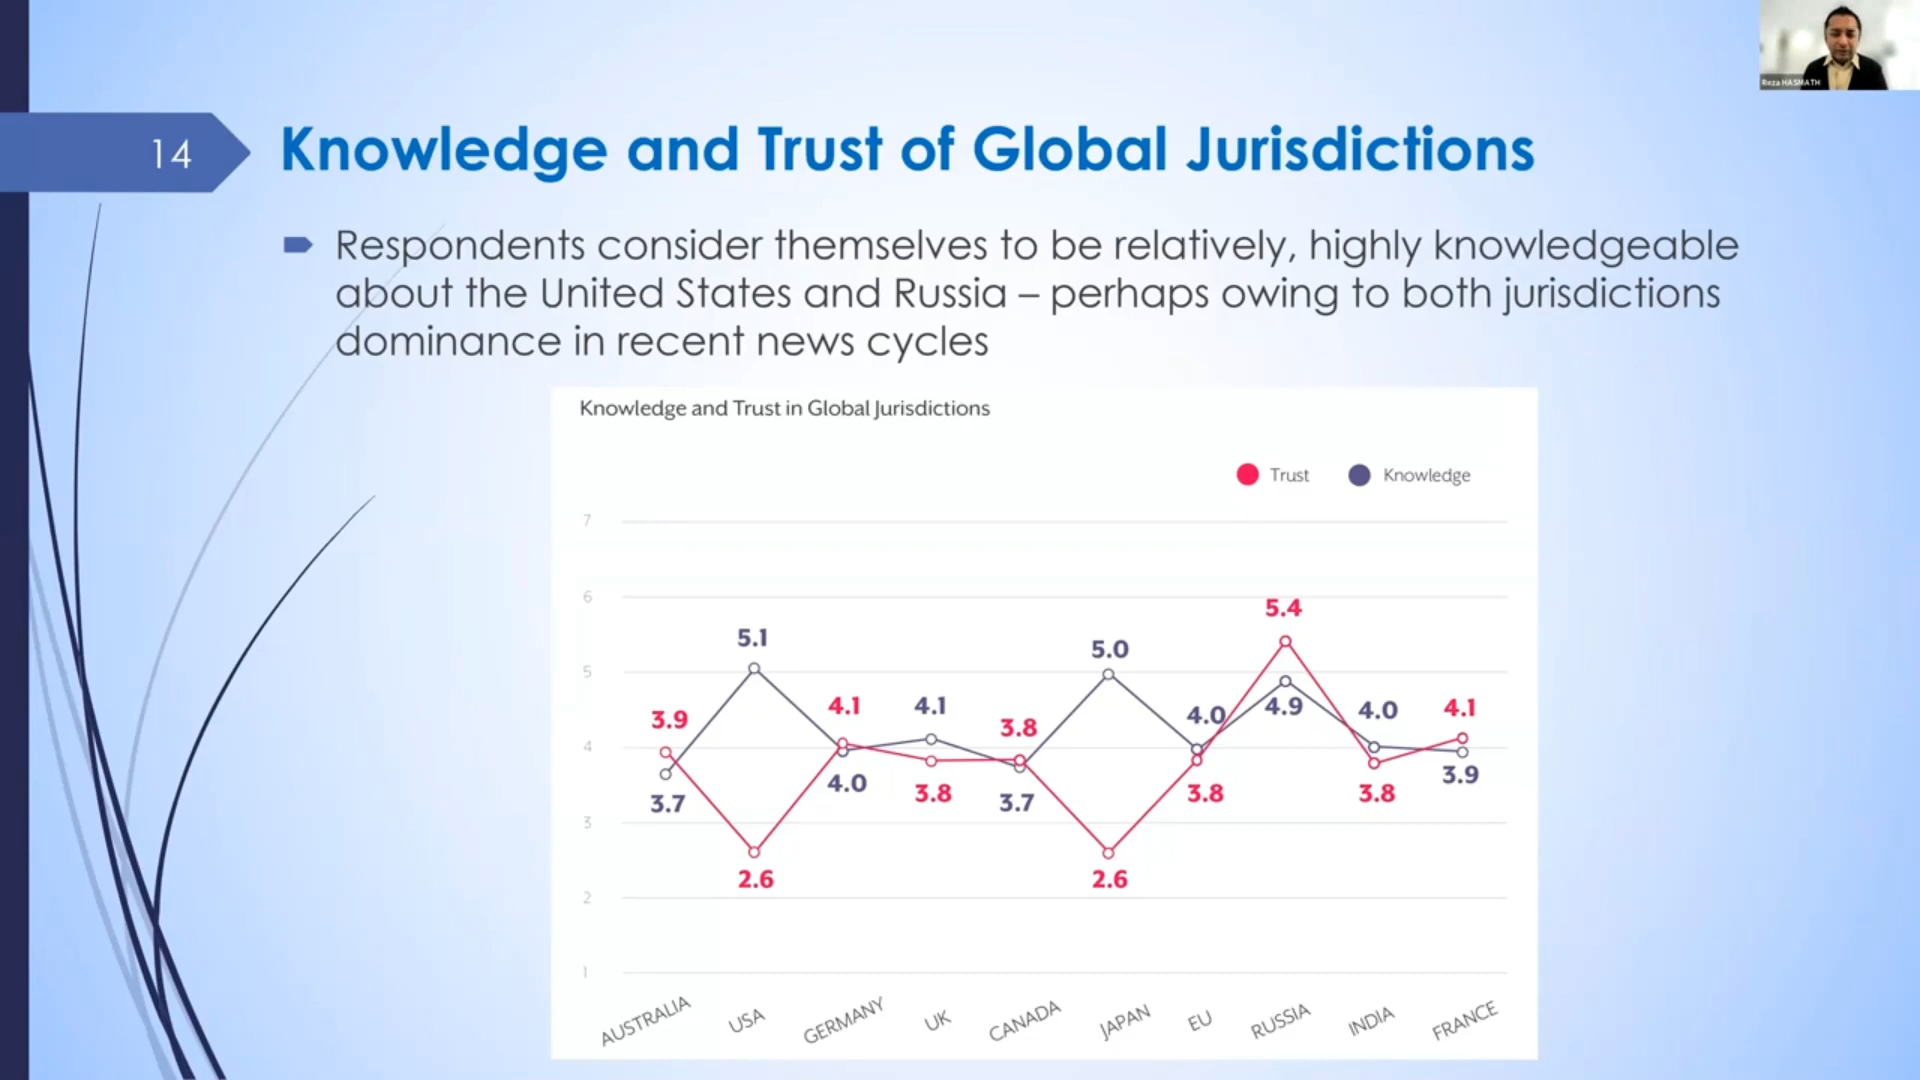 Reza HASMATH
14
Knowledge and Trust of Global Jurisdictions
Respondents consider themselves to be relatively, highly knowledgeable
about the United States and Russia – perhaps owing to both jurisdictions
dominance in recent news cycles
Knowledge and Trust in Global Jurisdictions
Trust Knowledge
7
6
5.4
5.1 5.0
5
3.9 4.1 4.1 3.8 4.0 4.9 4.0 4.1
4
3.7 4.0 3.8 3.7 3.8 3.8 3.9
3
2.6 2.6
2
1
AUSTRALIA USA GERMANY UK CANADA JAPAN EU RUSSIA INDIA FRANCE